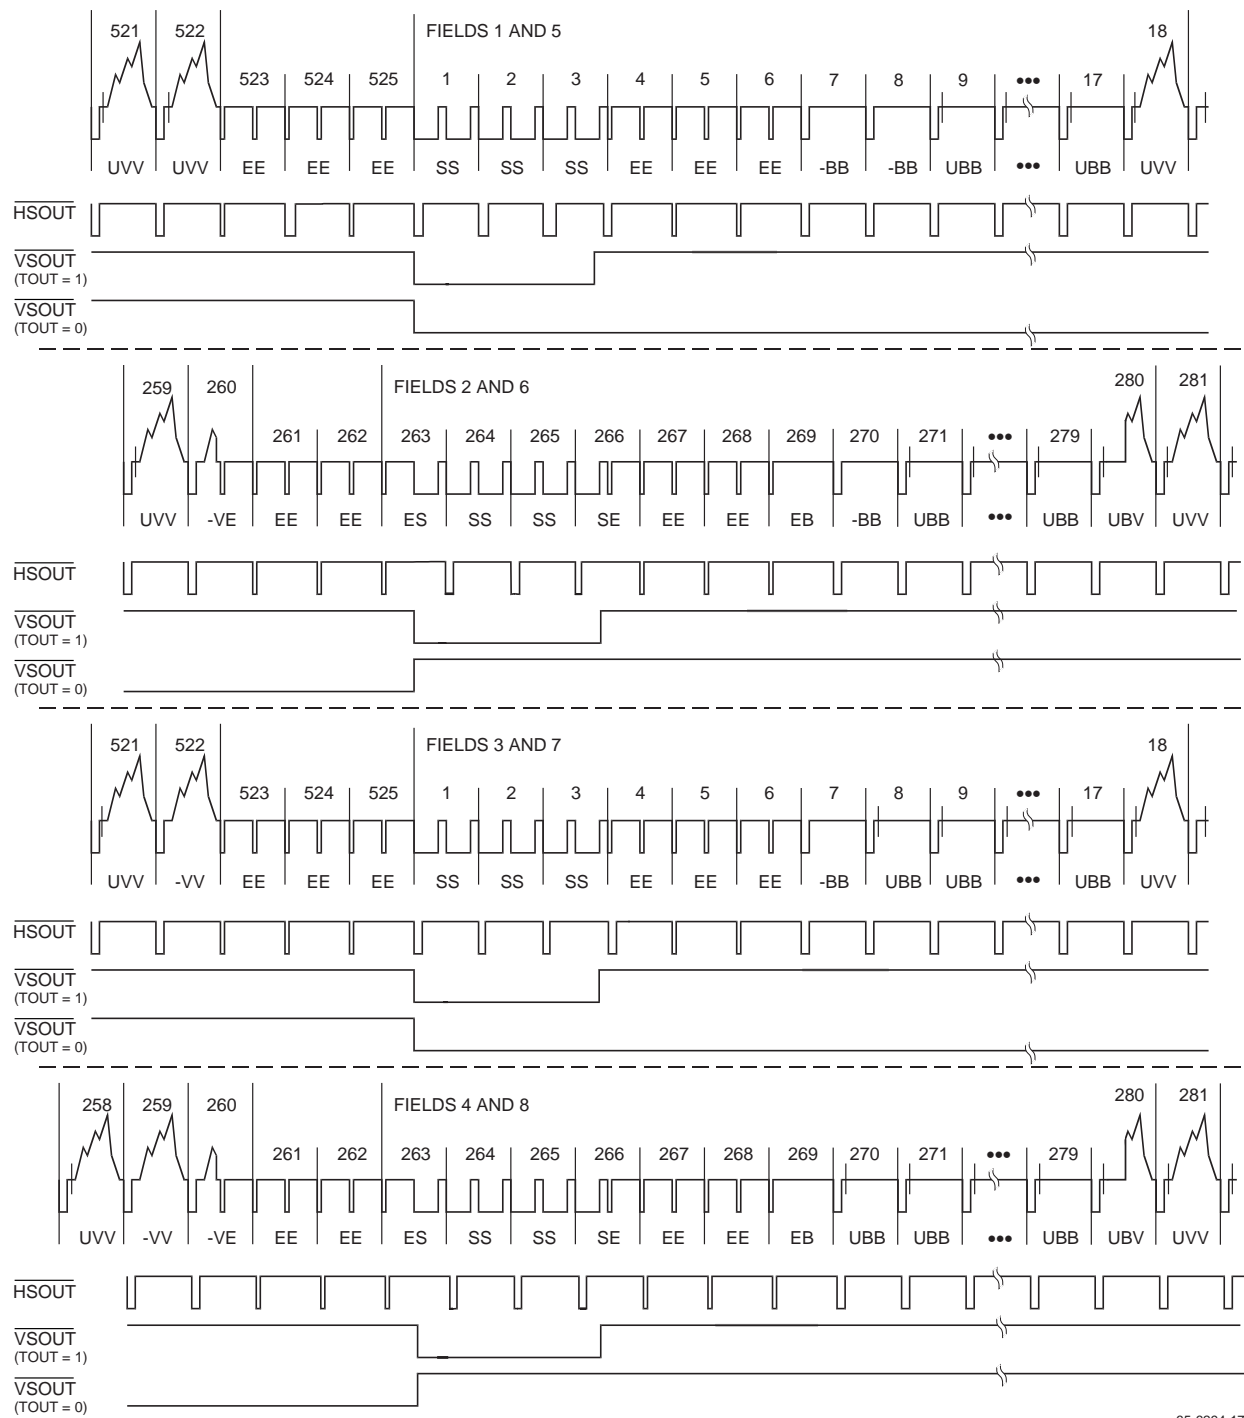 521 522 FIELDS 1 AND 5 18
523 524 525 1 2 3 4 5 6 7 8 9 ••• 17
UVV UVV EE EE EE SS SS SS EE EE EE -BB -BB UBB ••• UBB UVV
HSOUT
VSOUT
(TOUT = 1)
VSOUT
(TOUT = 0)
259 260 FIELDS 2 AND 6 280 281
261 262 263 264 265 266 267 268 269 270 271 ••• 279
UVV -VE EE EE ES SS SS SE EE EE EB -BB UBB ••• UBB UBV UVV
HSOUT
VSOUT
(TOUT = 1)
VSOUT
(TOUT = 0)
521 522 FIELDS 3 AND 7 18
523 524 525 1 2 3 4 5 6 7 8 9 ••• 17
UVV -VV EE EE EE SS SS SS EE EE EE -BB UBB UBB ••• UBB UVV
HSOUT
VSOUT
(TOUT = 1)
VSOUT
(TOUT = 0)
258 259 260 FIELDS 4 AND 8 280 281
261 262 263 264 265 266 267 268 269 270 271 ••• 279
UVV -VV -VE EE EE ES SS SS SE EE EE EB UBB UBB ••• UBB UBV UVV
HSOUT
VSOUT
(TOUT = 1)
VSOUT
(TOUT = 0)